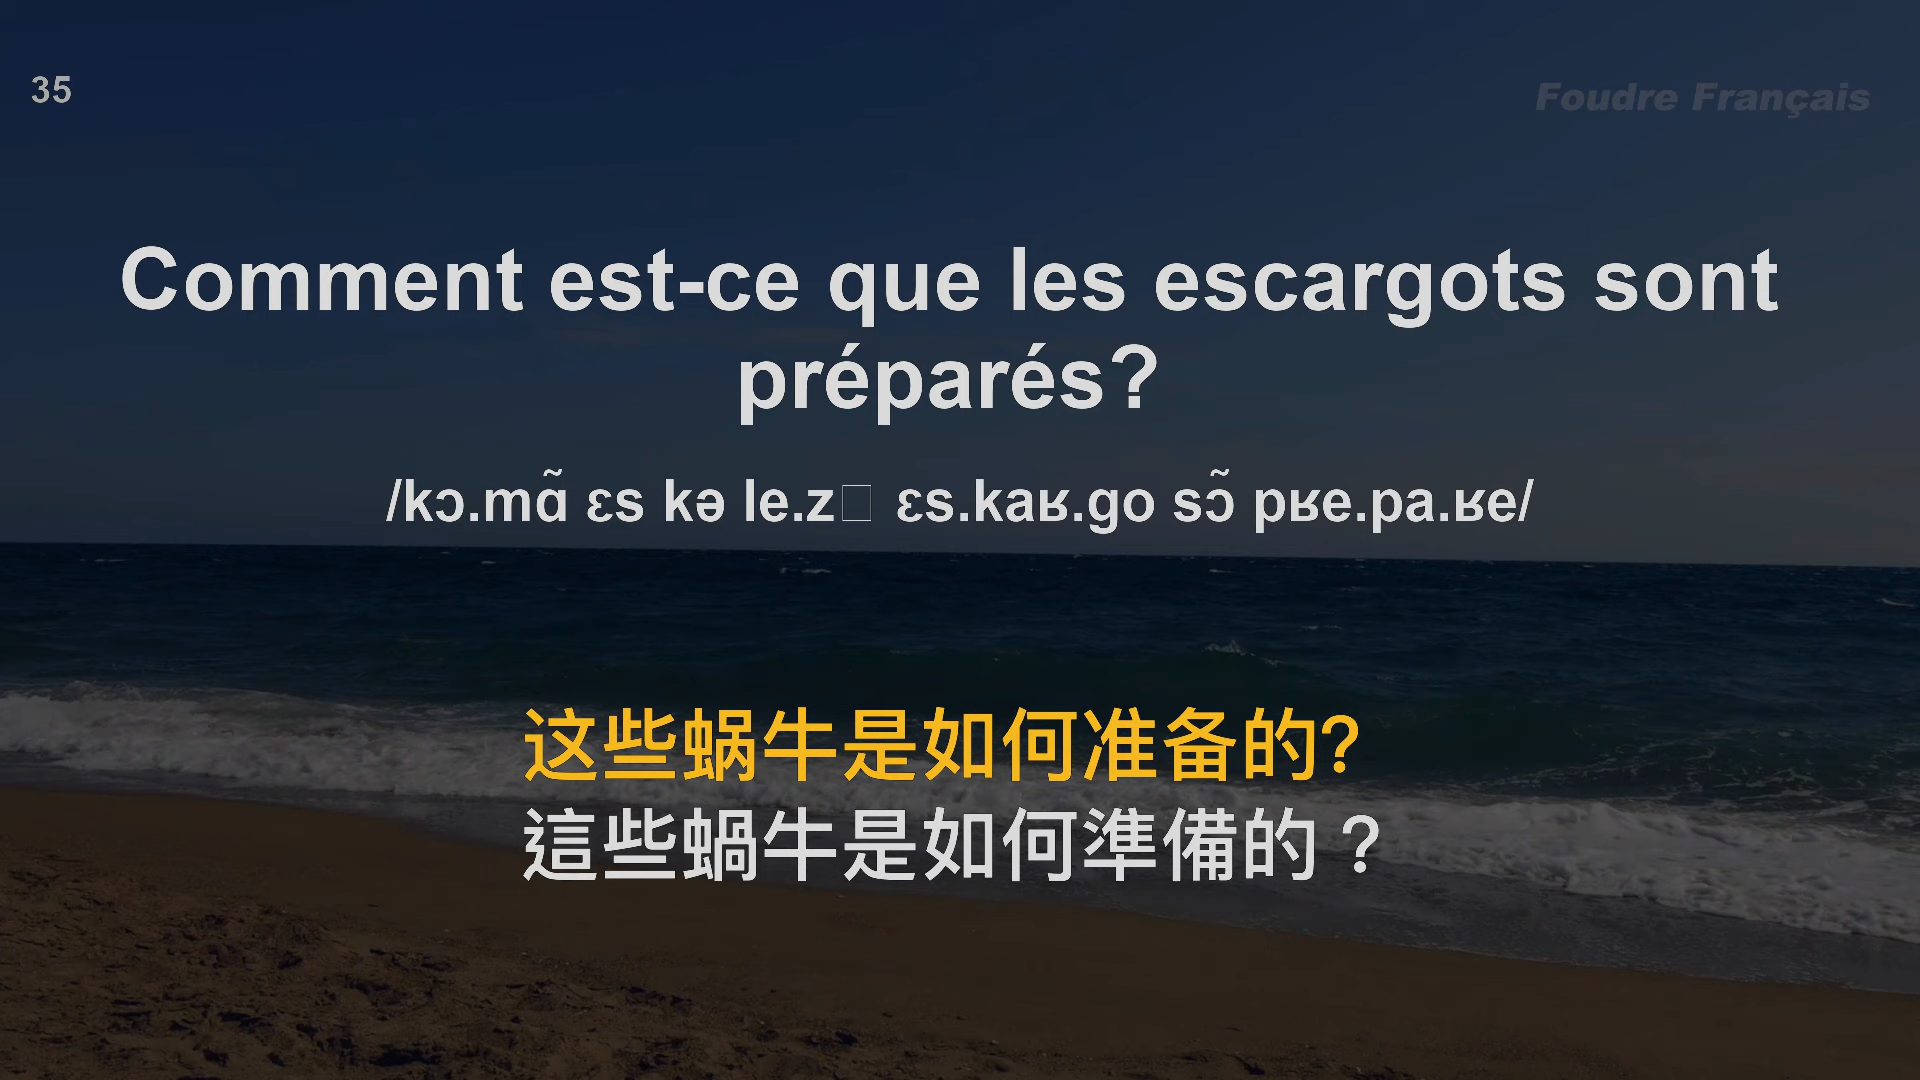 35
Foudre Français
Comment est-ce que les escargots sont
préparés?
/kɔ.mɑ̃ ɛs kə le.z□ ɛs.kaʁ.ɡo sɔ̃ pʁe.pa.ʁe/
这些蜗牛是如何准备的?
這些蝸牛是如何準備的？